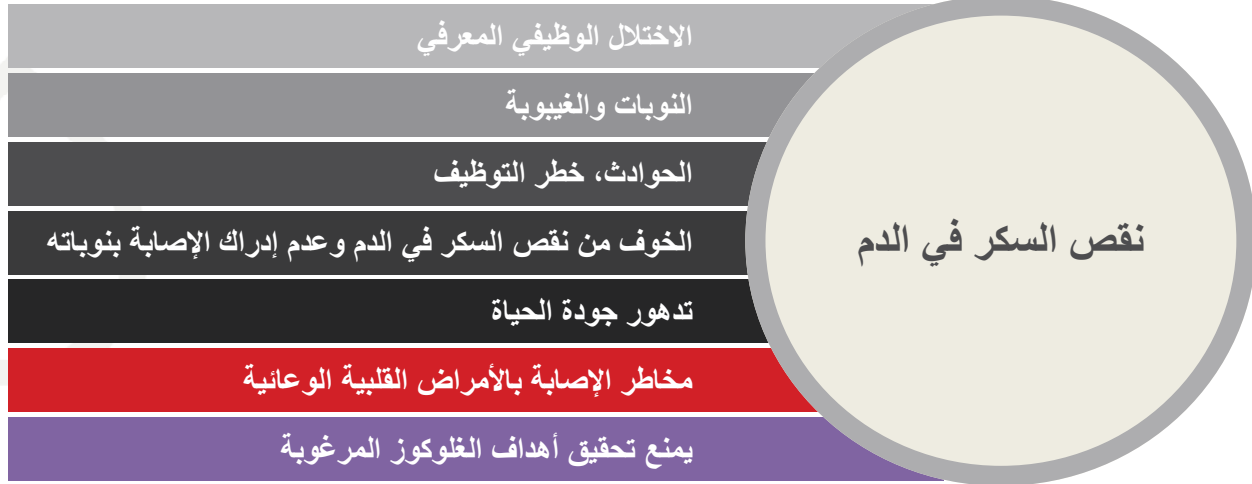 نقص السكر في الدم
الاختلال الوظيفي المعرفي
النوبات والغيبوبة
الحوادث، خطر التوظيف
الخوف من نقص السكر في الدم وعدم إدراك الإصابة بنوباته
تدهور جودة الحياة
مخاطر الإصابة بالأمراض القلبية الوعائية
يمنع تحقيق أهداف الغلوكوز المرغوبة